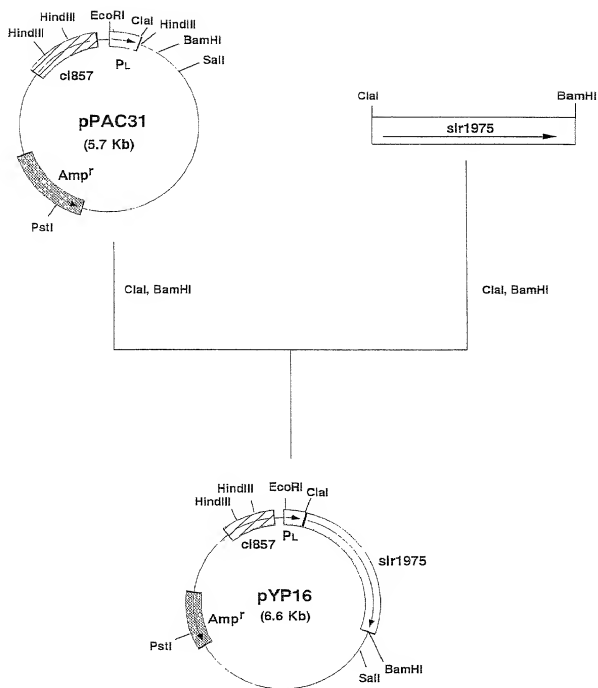 EcoRI
ClaI
HindIII
HindIII
HindIII
BamHI
SalI
PL
cI857
pPAC31
(5.7 Kb)
Ampr
PstI
ClaI
BamHI
slr1975
ClaI, BamHI
ClaI, BamHI
EcoRI
ClaI
HindIII
HindIII
PL
cI857
slr1975
pYP16
(6.6 Kb)
Ampr
PstI
BamHI
SalI